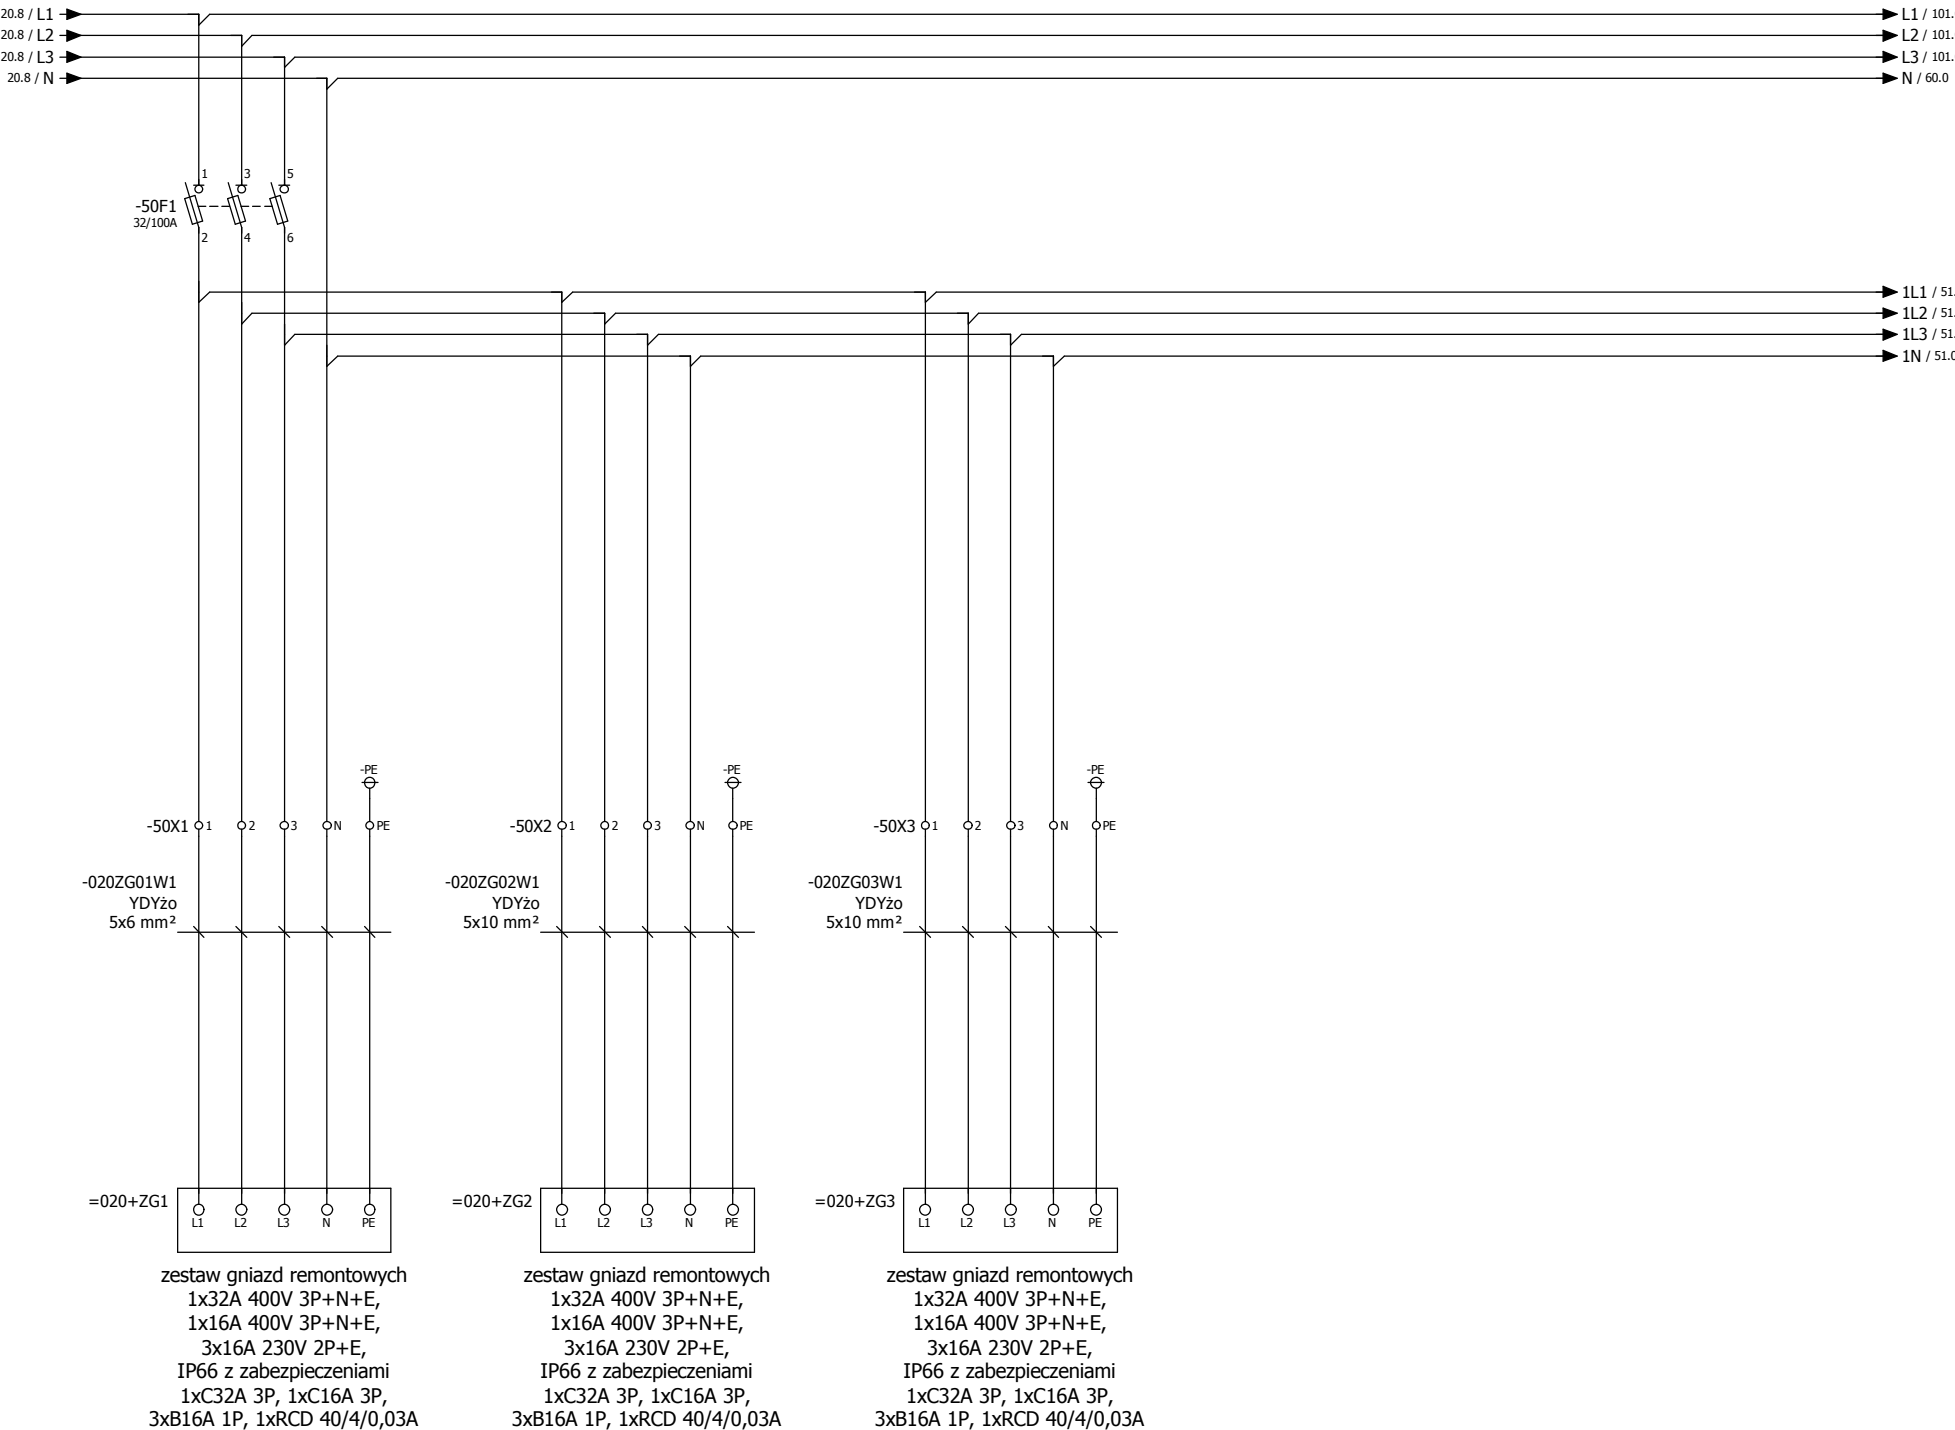 20.8 / L1
L1 / 101.
20.8 / L2
L2 / 101.
20.8 / L3
L3 / 101.
20.8 / N
N / 60.0
1 3 5
-50F1
32/100A
2 4 6
1L1 / 51.
1L2 / 51.
1L3 / 51.
1N / 51.0
-PE -PE -PE
-50X1 1 2 3 N PE
-50X2 1 2 3 N PE
-50X3 1 2 3 N PE
-020ZG01W1
YDYżo
5x6 mm²
-020ZG02W1
YDYżo
5x10 mm²
-020ZG03W1
YDYżo
5x10 mm²
=020+ZG1
L1 L2 L3 N PE
=020+ZG2
L1 L2 L3 N PE
=020+ZG3
L1 L2 L3 N PE
zestaw gniazd remontowych
1x32A 400V 3P+N+E,
1x16A 400V 3P+N+E,
3x16A 230V 2P+E,
IP66 z zabezpieczeniami
1xC32A 3P, 1xC16A 3P,
3xB16A 1P, 1xRCD 40/4/0,03A
zestaw gniazd remontowych
1x32A 400V 3P+N+E,
1x16A 400V 3P+N+E,
3x16A 230V 2P+E,
IP66 z zabezpieczeniami
1xC32A 3P, 1xC16A 3P,
3xB16A 1P, 1xRCD 40/4/0,03A
zestaw gniazd remontowych
1x32A 400V 3P+N+E,
1x16A 400V 3P+N+E,
3x16A 230V 2P+E,
IP66 z zabezpieczeniami
1xC32A 3P, 1xC16A 3P,
3xB16A 1P, 1xRCD 40/4/0,03A